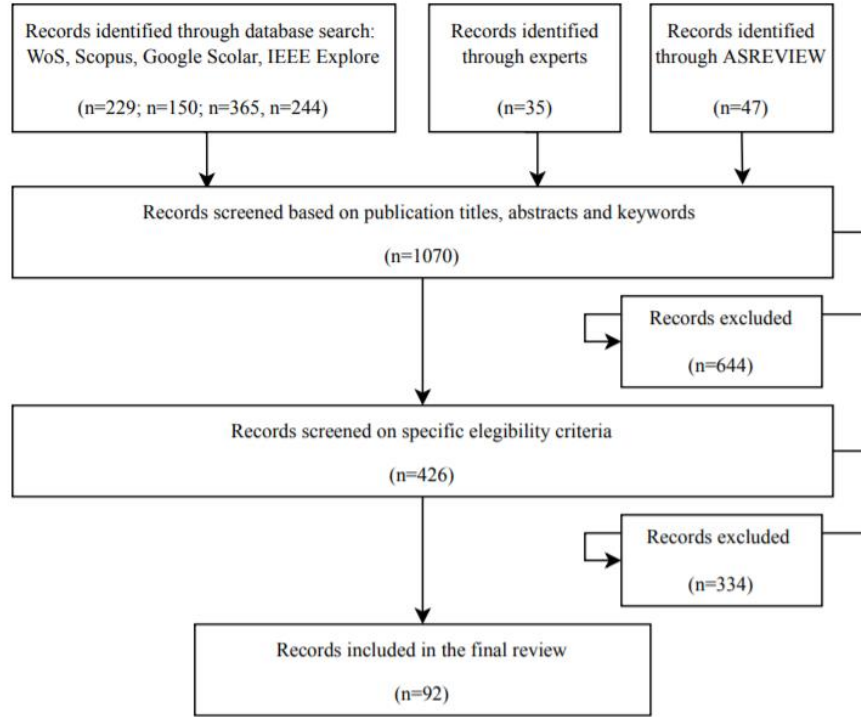 Records identified through database search:
WoS, Scopus, Google Scolar, IEEE Explore
(n=229; n=150; n=365, n=244)
Records identified
through experts
(n=35)
Records identified
through ASREVIEW
(n=47)
Records screened based on publication titles, abstracts and keywords
(n=1070)
Records excluded
(n=644)
Records screened on specific elegibility criteria
(n=426)
Records excluded
(n=334)
Records included in the final review
(n=92)